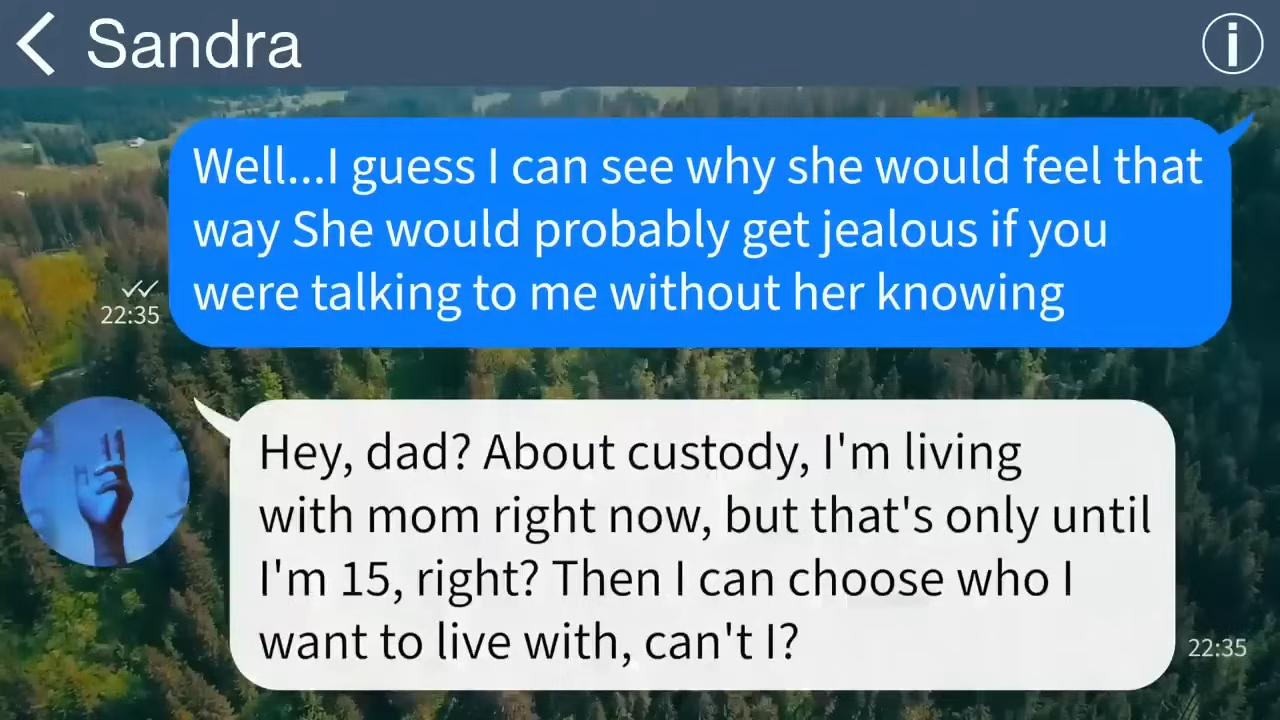 Sandra
Well...I guess I can see why she would feel that
way She would probably get jealous if you
were talking to me without her knowing
22:35
Hey, dad? About custody, I'm living
with mom right now, but that's only until
I'm 15, right? Then I can choose who I
want to live with, can't I?
22:35